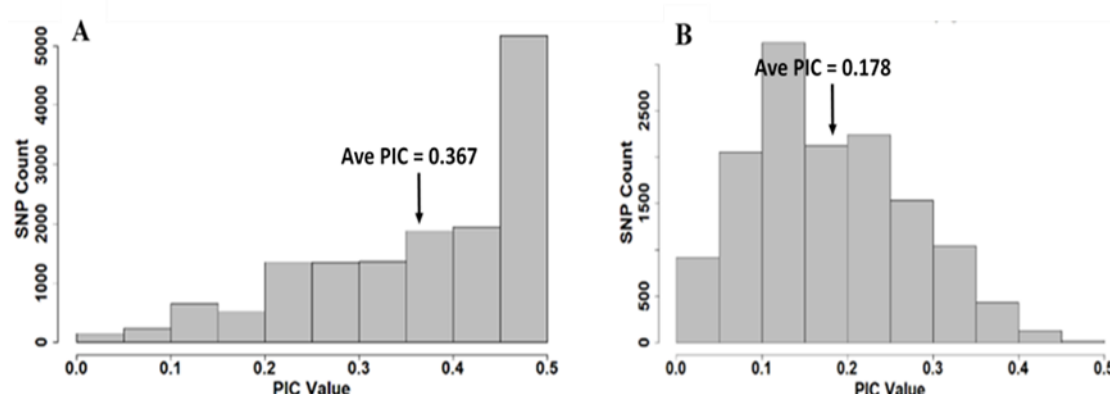 A
SNP Count
5000
4000
3000
2000
1000
0
Ave PIC = 0.367
0.0 0.1 0.2 0.3 0.4 0.5
PIC Value
B
SNP Count
2500
1500
500
0
Ave PIC = 0.178
0.0 0.1 0.2 0.3 0.4 0.5
PIC Value